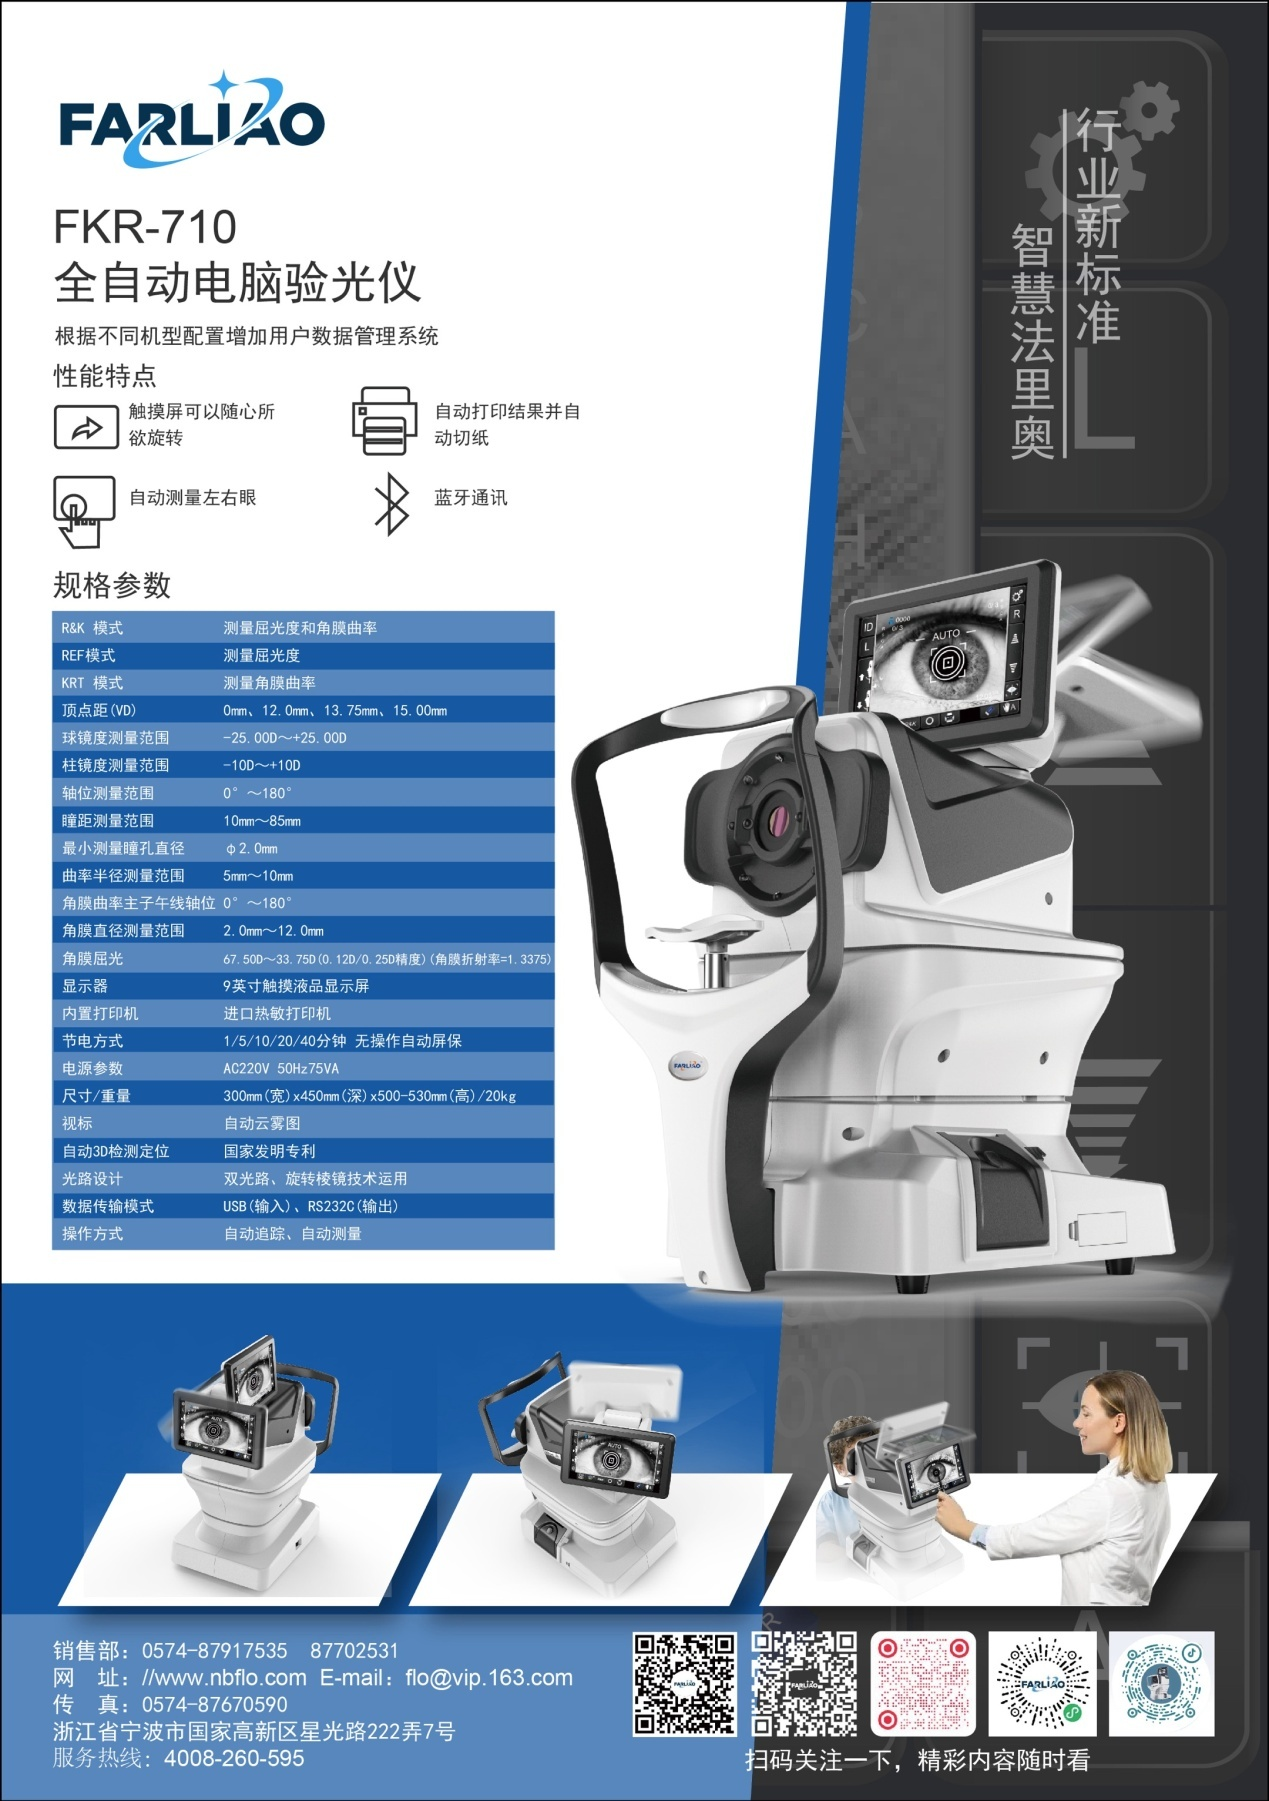 FARLIAO
FKR-710
全自动电脑验光仪
根据不同机型配置增加用户数据管理系统
性能特点
触摸屏可以随心所
欲旋转
自动打印结果并自
动切纸
自动测量左右眼
蓝牙通讯
行业新标准
智慧法里奥
规格参数
R&K 模式 测量屈光度和角膜曲率
REF模式 测量屈光度
KRT 模式 测量角膜曲率
顶点距(VD) 0mm、12.0mm、13.75mm、15.00mm
球镜度测量范围 -25.00D～+25.00D
柱镜度测量范围 -10D～+10D
轴位测量范围 0°～180°
瞳距测量范围 10mm～85mm
最小测量瞳孔直径 φ2.0mm
曲率半径测量范围 5mm～10mm
角膜曲率主子午线轴位 0°～180°
角膜直径测量范围 2.0mm～12.0mm
角膜屈光 67.50D～33.75D(0.12D/0.25D精度)(角膜折射率=1.3375)
显示器 9英寸触摸液晶显示屏
内置打印机 进口热敏打印机
节电方式 1/5/10/20/40分钟 无操作自动屏保
电源参数 AC220V 50Hz75VA
尺寸/重量 300mm(宽)x450mm(深)x500-530mm(高)/20kg
视标 自动云雾图
自动3D检测定位 国家发明专利
光路设计 双光路、旋转棱镜技术运用
数据传输模式 USB(输入)、RS232C(输出)
操作方式 自动追踪、自动测量
ID
L
AUTO
R
FARLIAO
AUTO
AUTO
销售部：0574-87917535 87702531
网 址：//www.nbflo.com E-mail：flo@vip.163.com
传 真：0574-87670590
浙江省宁波市国家高新区星光路222弄7号
服务热线：4008-260-595
FARLIAO
FARLIAO
FARLIAO
扫码关注一下，精彩内容随时看